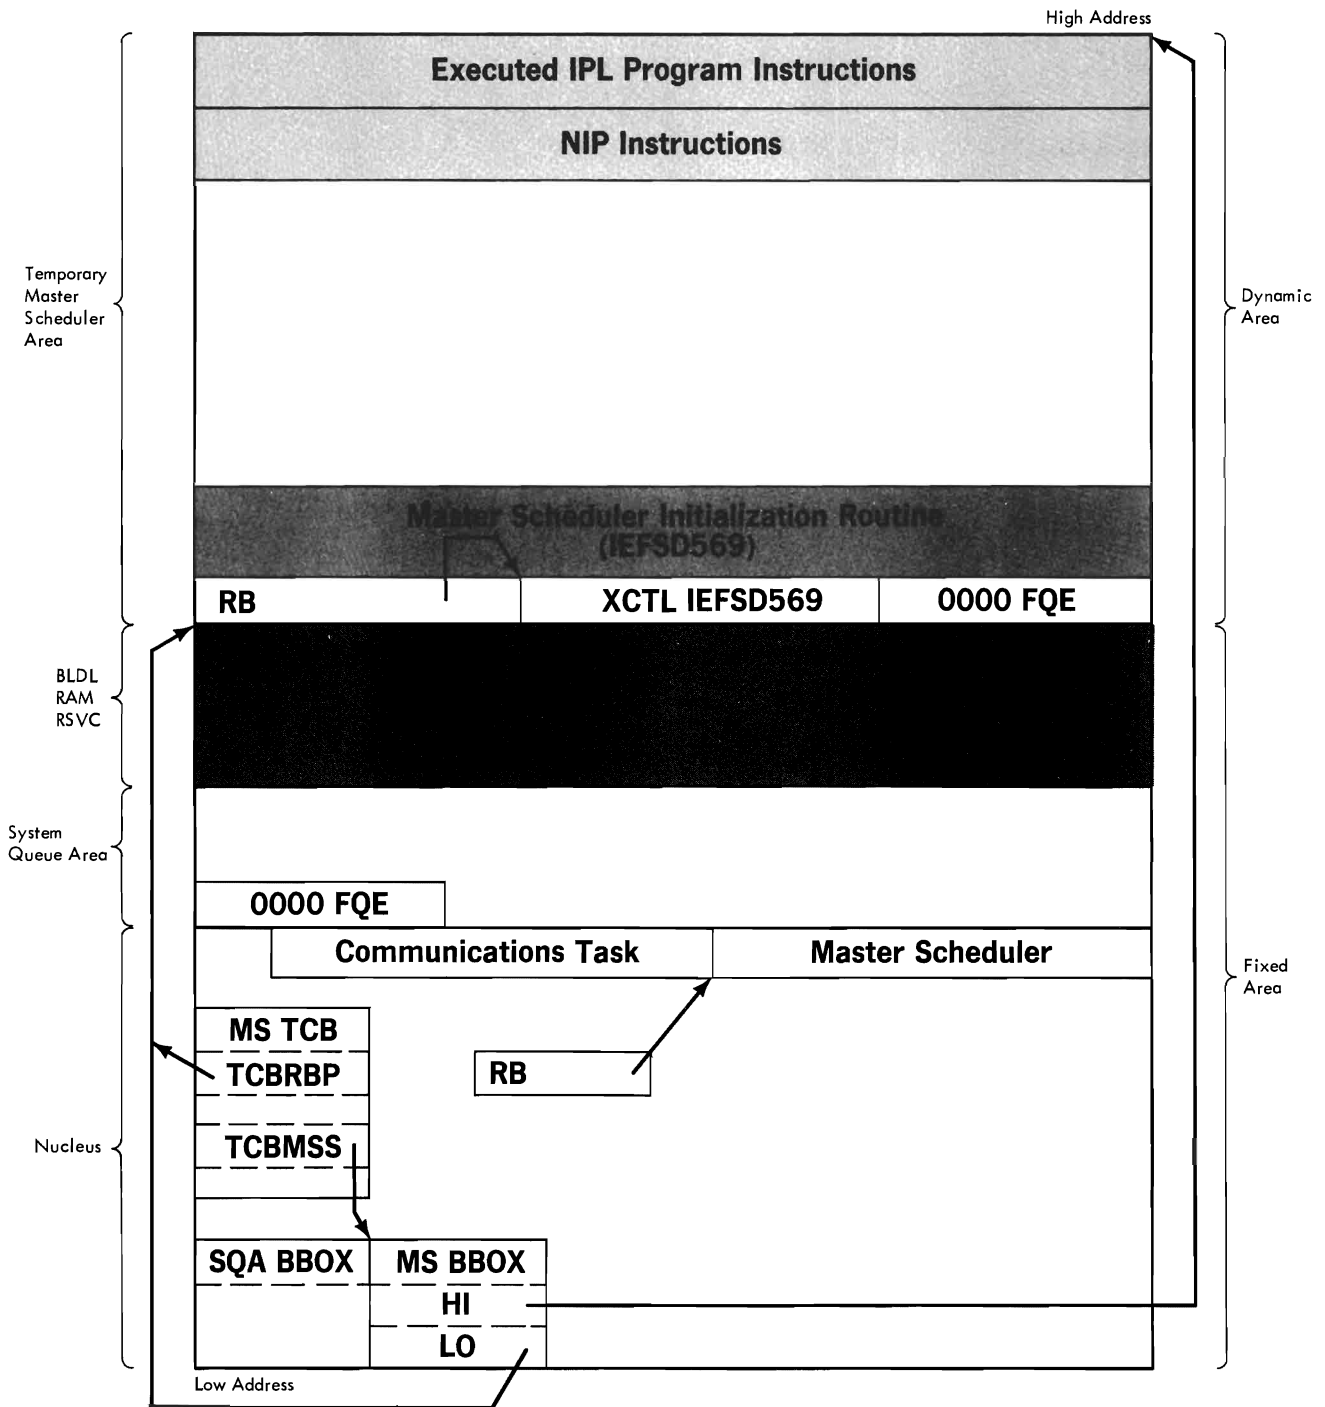 High Address
Executed IPL Program Instructions
NIP Instructions
Temporary
Master
Scheduler
Area
Dynamic
Area
Master Scheduler Initialization Routine
(IEFSD569)
RB
XCTL IEFSD569
0000 FQE
BLDL
RAM
RSVC
System
Queue Area
0000 FQE
Communications Task
Master Scheduler
Fixed
Area
MS TCB
TCBRBP
RB
TCBMSS
Nucleus
SQA BBOX
MS BBOX
HI
LO
Low Address